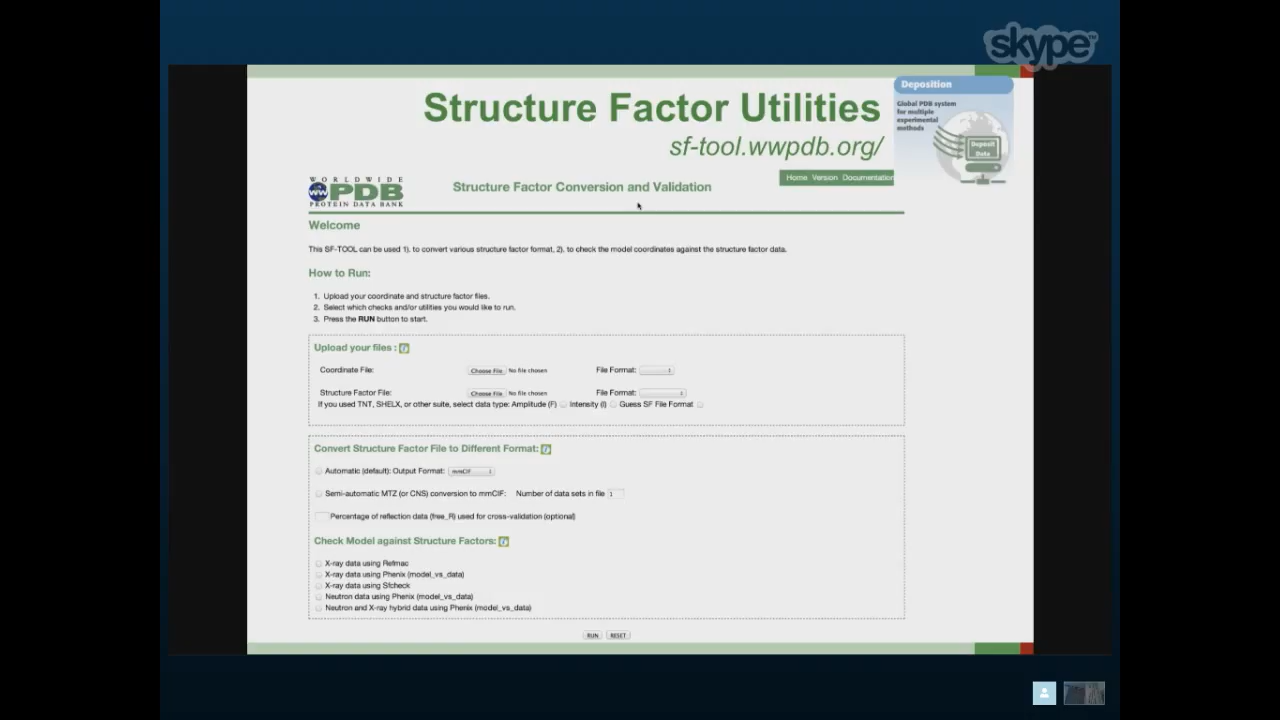 skype
Structure Factor Utilities
sf-tool.wwpdb.org/
Deposition
Global PDB system
for multiple
experimental
methods
Deposit
Data
Home Version Documentation
WORLDWIDE
PDB
PROTEIN DATA BANK
Structure Factor Conversion and Validation
Welcome
This SF-TOOL can be used 1). to convert various structure factor format, 2). to check the model coordinates against the structure factor data.
How to Run:
1. Upload your coordinate and structure factor files.
2. Select which checks and/or utilities you would like to run.
3. Press the RUN button to start.
Upload your files :
Coordinate File: Choose File No file chosen File Format:
Structure Factor File: Choose File No file chosen File Format:
If you used TNT, SHELX, or other suite, select data type: Amplitude (F) Intensity (I) Guess SF File Format
Convert Structure Factor File to Different Format:
Automatic (default): Output Format: mmCIF
Semi-automatic MTZ (or CNS) conversion to mmCIF: Number of data sets in file 1
Percentage of reflection data (free_R) used for cross-validation (optional)
Check Model against Structure Factors:
X-ray data using Refmac
X-ray data using Phenix (model_vs_data)
X-ray data using Sfcheck
Neutron data using Phenix (model_vs_data)
Neutron and X-ray hybrid data using Phenix (model_vs_data)
RUN RESET